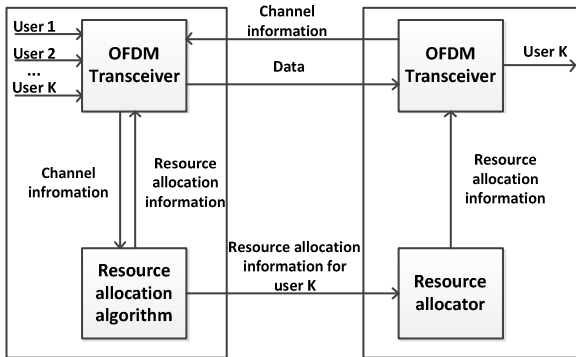 User 1
User 2
...
User K
OFDM
Transceiver
Channel
information
Data
OFDM
Transceiver
User K
Channel
infromation
Resource
allocation
information
Resource
allocation
information
Resource
allocation
algorithm
Resource allocation
information for
user K
Resource
allocator